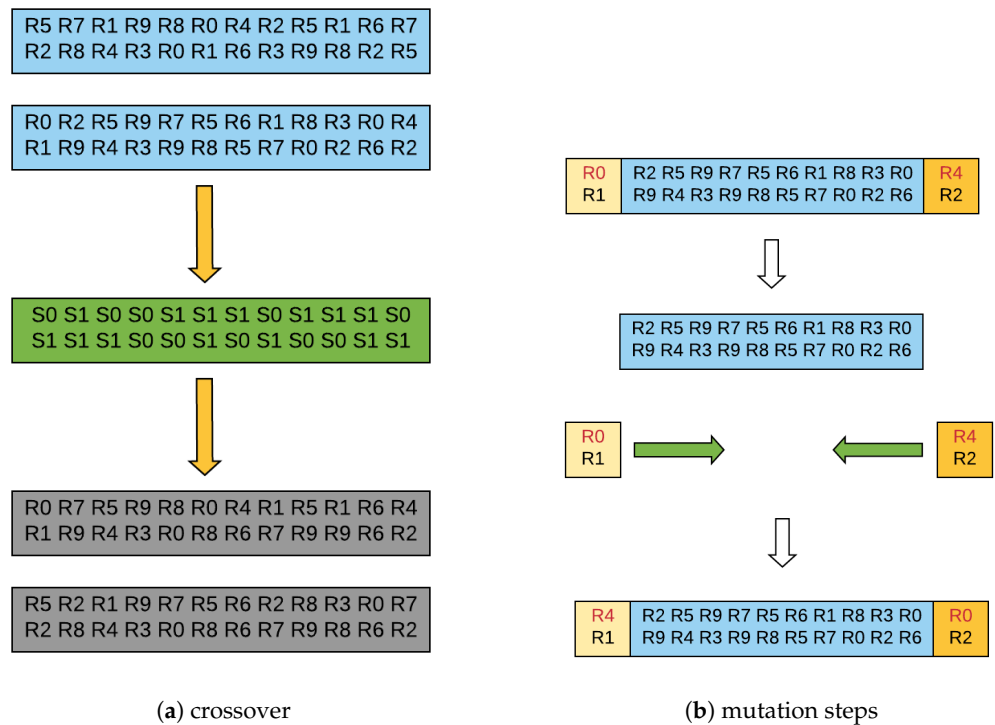 R5 R7 R1 R9 R8 R0 R4 R2 R5 R1 R6 R7
R2 R8 R4 R3 R0 R1 R6 R3 R9 R8 R2 R5
R0 R2 R5 R9 R7 R5 R6 R1 R8 R3 R0 R4
R1 R9 R4 R3 R9 R8 R5 R7 R0 R2 R6 R2
S0 S1 S0 S0 S1 S1 S1 S0 S1 S1 S1 S0
S1 S1 S1 S0 S0 S1 S0 S0 S0 S0 S1 S1
R0 R7 R5 R9 R8 R0 R4 R1 R5 R1 R6 R4
R1 R9 R4 R3 R0 R8 R6 R7 R9 R9 R6 R2
R5 R2 R1 R9 R7 R5 R6 R2 R8 R3 R0 R7
R2 R8 R4 R3 R0 R8 R6 R7 R9 R8 R6 R2
(a) crossover
R0 R2 R5 R9 R7 R5 R6 R1 R8 R3 R0 R4
R1 R9 R4 R3 R9 R8 R5 R7 R0 R2 R6 R2
R2 R5 R9 R7 R5 R6 R1 R8 R3 R0
R9 R4 R3 R9 R8 R5 R7 R0 R2 R6
R0 R4
R1 R2
R4 R2 R5 R9 R7 R5 R6 R1 R8 R3 R0 R0
R1 R9 R4 R3 R9 R8 R5 R7 R0 R2 R6 R2
(b) mutation steps